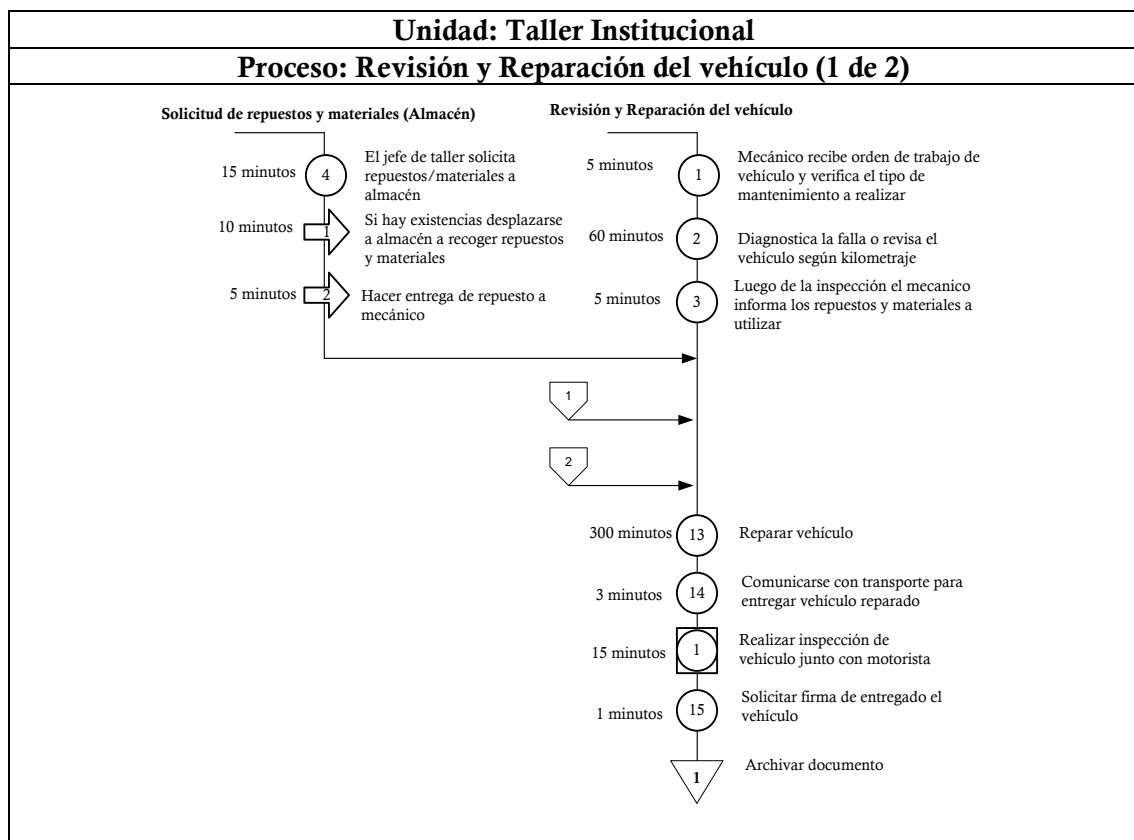 Unidad: Taller Institucional
Proceso: Revisión y Reparación del vehículo (1 de 2)
Solicitud de repuestos y materiales (Almacén)
15 minutos
4
El jefe de taller solicita
repuestos/materiales a
almacén
10 minutos
1
Si hay existencias desplazarse
a almacén a recoger repuestos
y materiales
5 minutos
2
Hacer entrega de repuesto a
mecánico
Revisión y Reparación del vehículo
5 minutos
1
Mecánico recibe orden de trabajo de
vehículo y verifica el tipo de
mantenimiento a realizar
60 minutos
2
Diagnostica la falla o revisa el
vehículo según kilometraje
5 minutos
3
Luego de la inspección el mecanico
informa los repuestos y materiales a
utilizar
1
2
300 minutos
13
Reparar vehículo
3 minutos
14
Comunicarse con transporte para
entregar vehículo reparado
15 minutos
1
Realizar inspección de
vehículo junto con motorista
1 minutos
15
Solicitar firma de entregado el
vehículo
1
Archivar documento